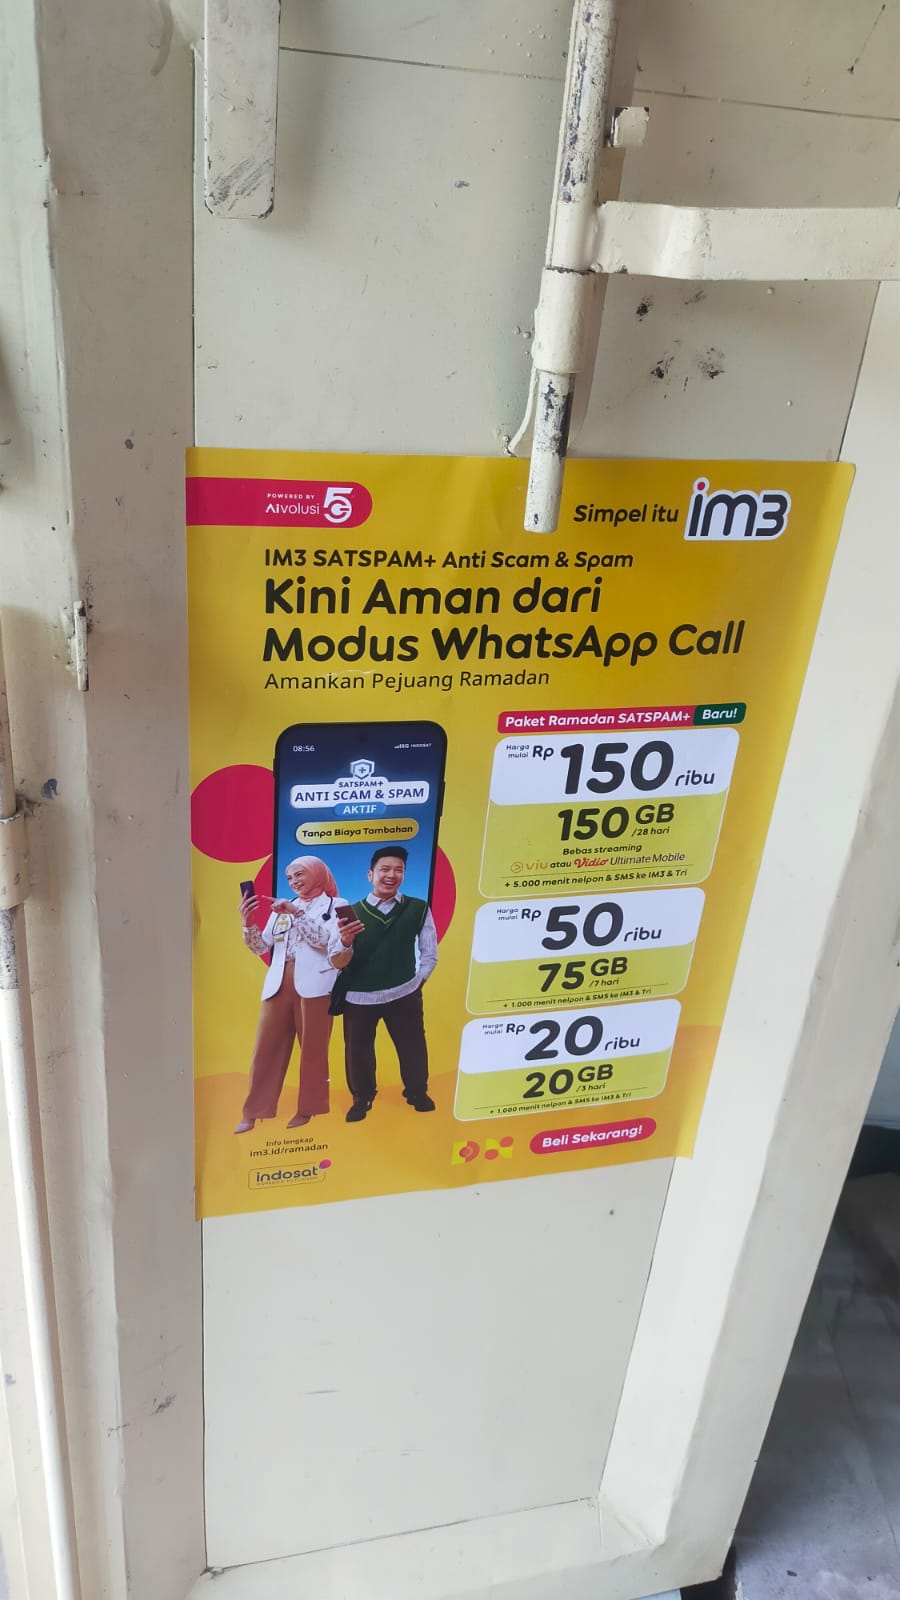 POWERED BY
AIvolusi 5G
Simpel itu im3
IM3 SATSPAM+ Anti Scam & Spam
Kini Aman dari
Modus WhatsApp Call
Amankan Pejuang Ramadan
08:56
5G INDOSAT
SATSPAM+
ANTI SCAM & SPAM
AKTIF
Tanpa Biaya Tambahan
Paket Ramadan SATSPAM+ Baru!
Harga mulai Rp 150 ribu
150 GB /28 hari
Bebas streaming
viu atau Vidio Ultimate Mobile
+ 5.000 menit nelpon & SMS ke IM3 & Tri
Harga mulai Rp 50 ribu
75 GB /7 hari
+ 1.000 menit nelpon & SMS ke IM3 & Tri
Harga mulai Rp 20 ribu
20 GB /3 hari
+ 1.000 menit nelpon & SMS ke IM3 & Tri
Beli Sekarang!
Info lengkap
im3.id/ramadan
indosat